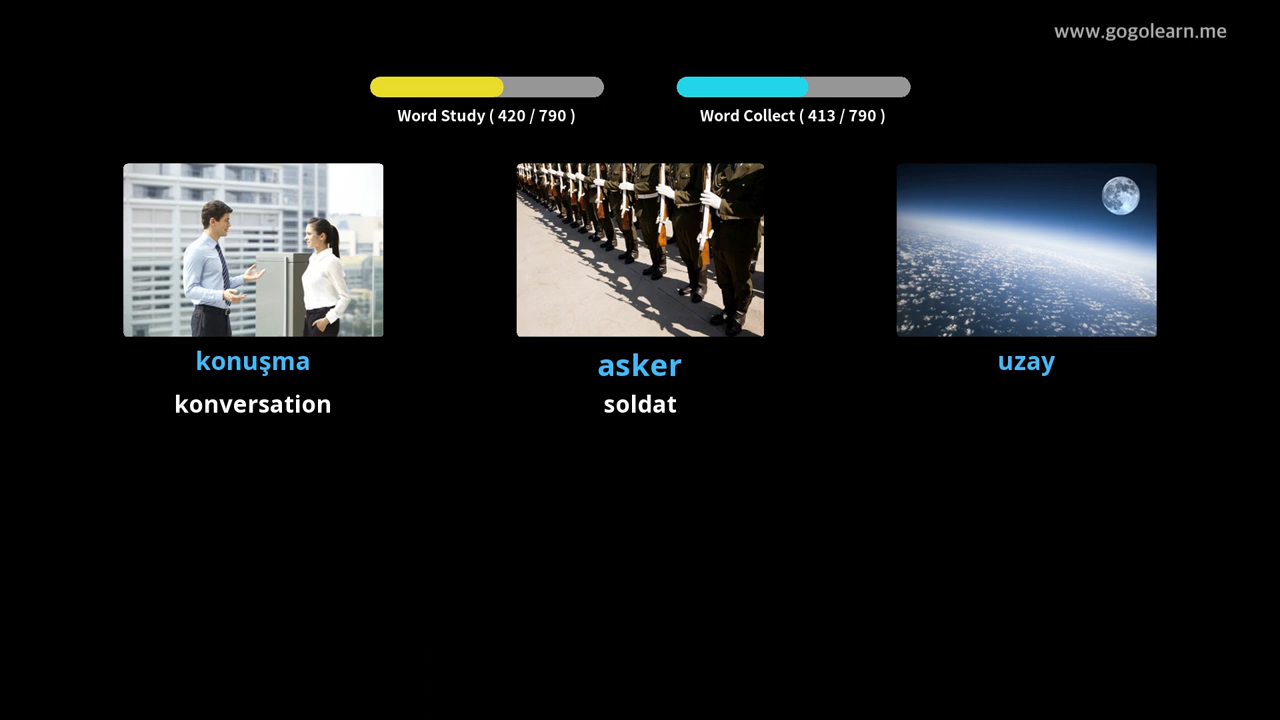 www.gogolearn.me
Word Study ( 420 / 790 )
Word Collect ( 413 / 790 )
konuşma
asker
uzay
konversation
soldat